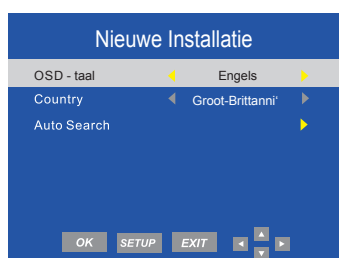 Nieuwe Installatie
OSD - taal Engels
Country Groot-Brittanni'
Auto Search
OK SETUP EXIT